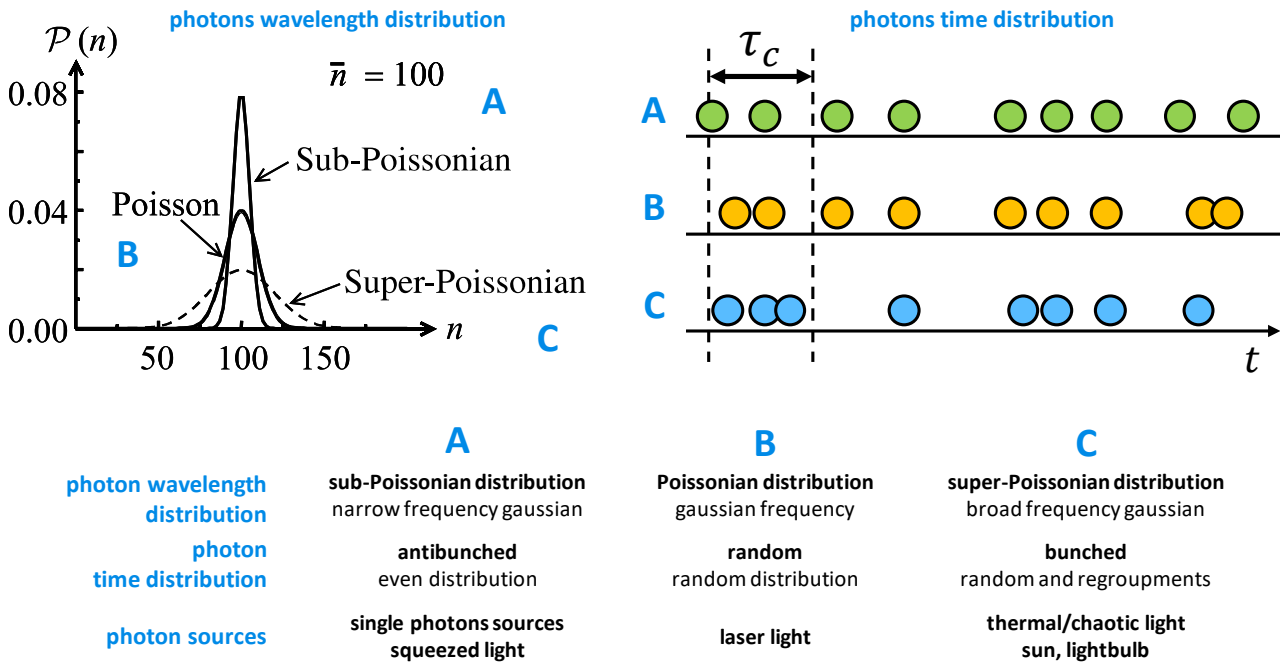 photons wavelength distribution
𝒫(n)
n̄ = 100
0.08
0.04
0.00
50 100 150
n
Sub-Poissonian
Poisson
Super-Poissonian
A
B
C
photons time distribution
τc
A
B
C
t
A B C
photon wavelength distribution
sub-Poissonian distribution
narrow frequency gaussian
Poissonian distribution
gaussian frequency
super-Poissonian distribution
broad frequency gaussian
photon
time distribution
antibunched
even distribution
random
random distribution
bunched
random and regroupments
photon sources
single photons sources
squeezed light
laser light
thermal/chaotic light
sun, lightbulb